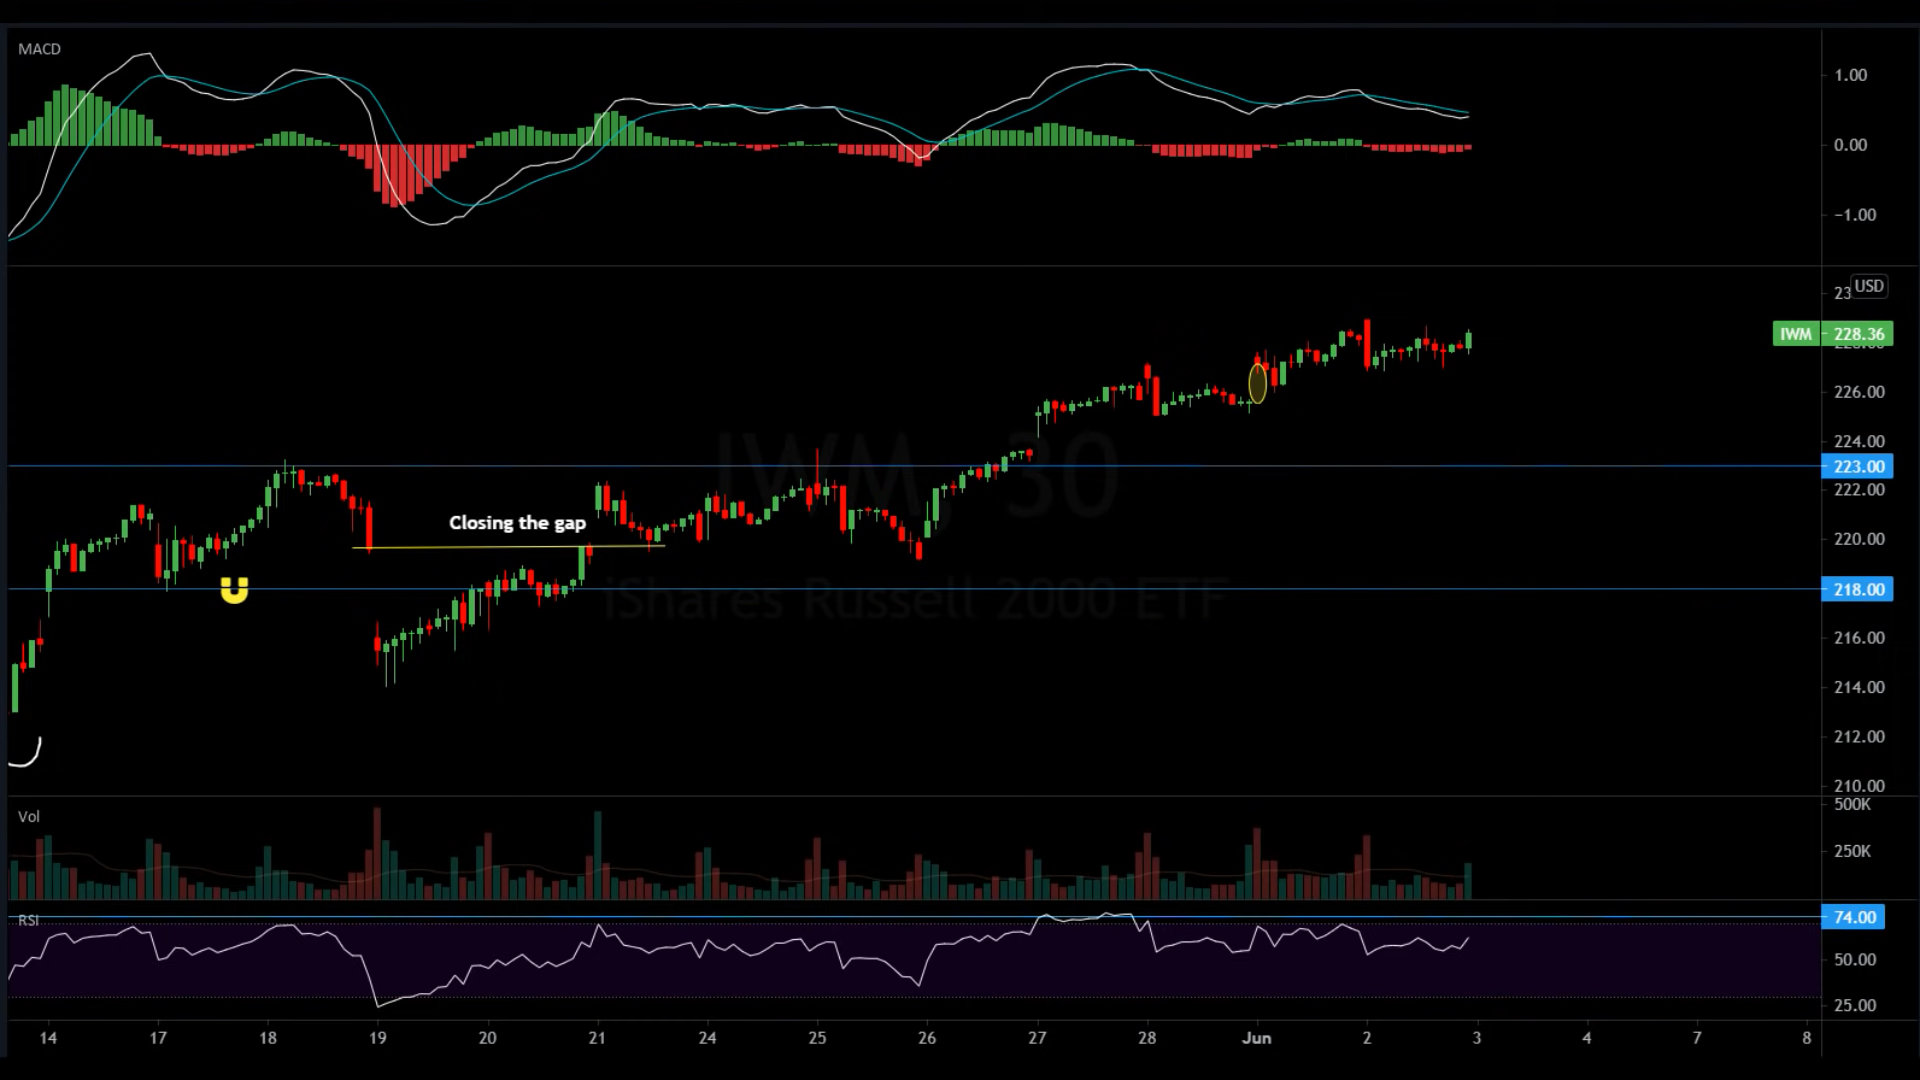 MACD
1.00
0.00
−1.00
USD
23
IWM 228.36
226.00
224.00
IWM, 30
223.00
222.00
Closing the gap
220.00
218.00
iShares Russell 2000 ETF
216.00
214.00
212.00
210.00
500K
Vol
250K
RSI
74.00
50.00
25.00
14 17 18 19 20 21 24 25 26 27 28 Jun 2 3 4 7 8